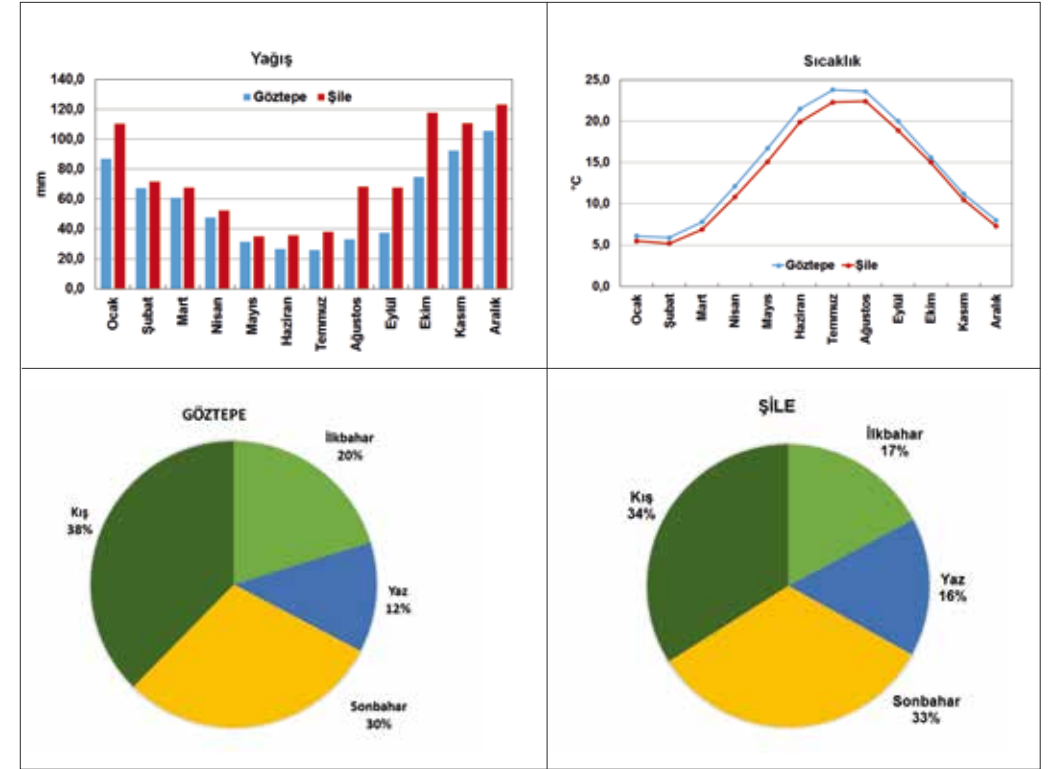 Yağış
140,0
120,0
100,0
80,0
60,0
40,0
20,0
0,0
mm
Göztepe Şile
Ocak Şubat Mart Nisan Mayıs Haziran Temmuz Ağustos Eylül Ekim Kasım Aralık
Sıcaklık
25,0
20,0
15,0
10,0
5,0
0,0
°C
Göztepe Şile
Ocak Şubat Mart Nisan Mayıs Haziran Temmuz Ağustos Eylül Ekim Kasım Aralık
GÖZTEPE
İlkbahar
20%
Kış
38%
Yaz
12%
Sonbahar
30%
ŞİLE
İlkbahar
17%
Kış
34%
Yaz
16%
Sonbahar
33%